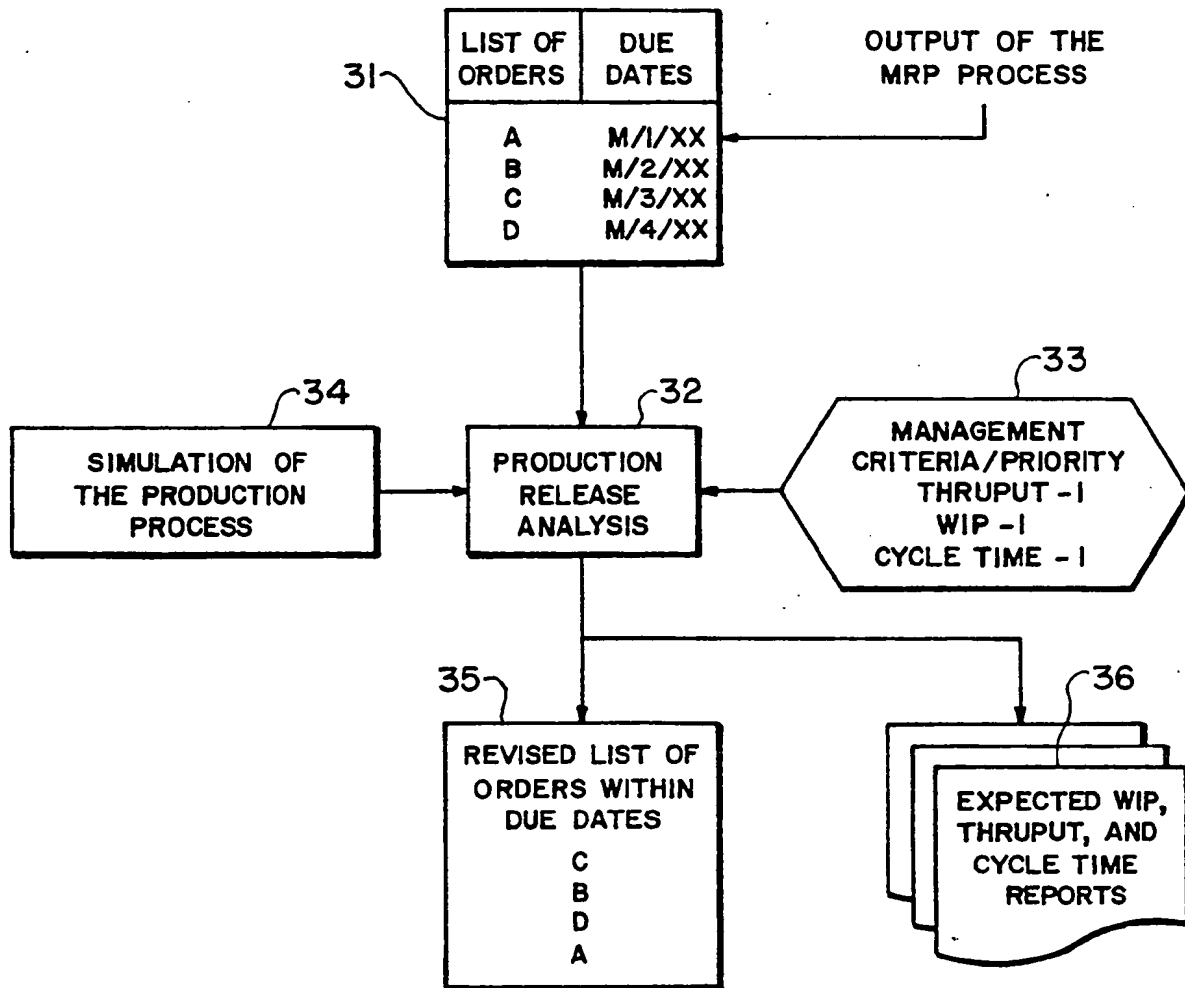 LIST OF ORDERS
DUE DATES
31
A M/1/XX
B M/2/XX
C M/3/XX
D M/4/XX
OUTPUT OF THE
MRP PROCESS
34
SIMULATION OF
THE PRODUCTION
PROCESS
32
PRODUCTION
RELEASE
ANALYSIS
33
MANAGEMENT
CRITERIA/PRIORITY
THRUPUT -1
WIP -1
CYCLE TIME -1
35
REVISED LIST OF
ORDERS WITHIN
DUE DATES
C
B
D
A
36
EXPECTED WIP,
THRUPUT, AND
CYCLE TIME
REPORTS